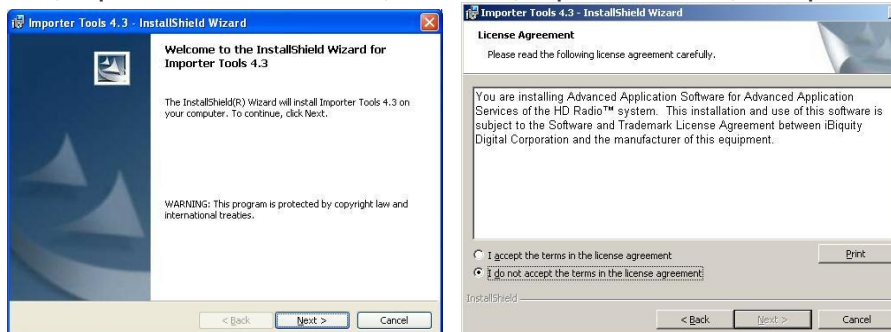 Importer Tools 4.3 - InstallShield Wizard
Welcome to the InstallShield Wizard for
Importer Tools 4.3
The InstallShield(R) Wizard will install Importer Tools 4.3 on
your computer. To continue, click Next.
WARNING: This program is protected by copyright law and
international treaties.
< Back
Next >
Cancel
Importer Tools 4.3 - InstallShield Wizard
License Agreement
Please read the following license agreement carefully.
You are installing Advanced Application Software for Advanced Application
Services of the HD Radio™ system. This installation and use of this software is
subject to the Software and Trademark License Agreement between iBiquity
Digital Corporation and the manufacturer of this equipment.
I accept the terms in the license agreement
Print
I do not accept the terms in the license agreement
InstallShield
< Back
Next >
Cancel